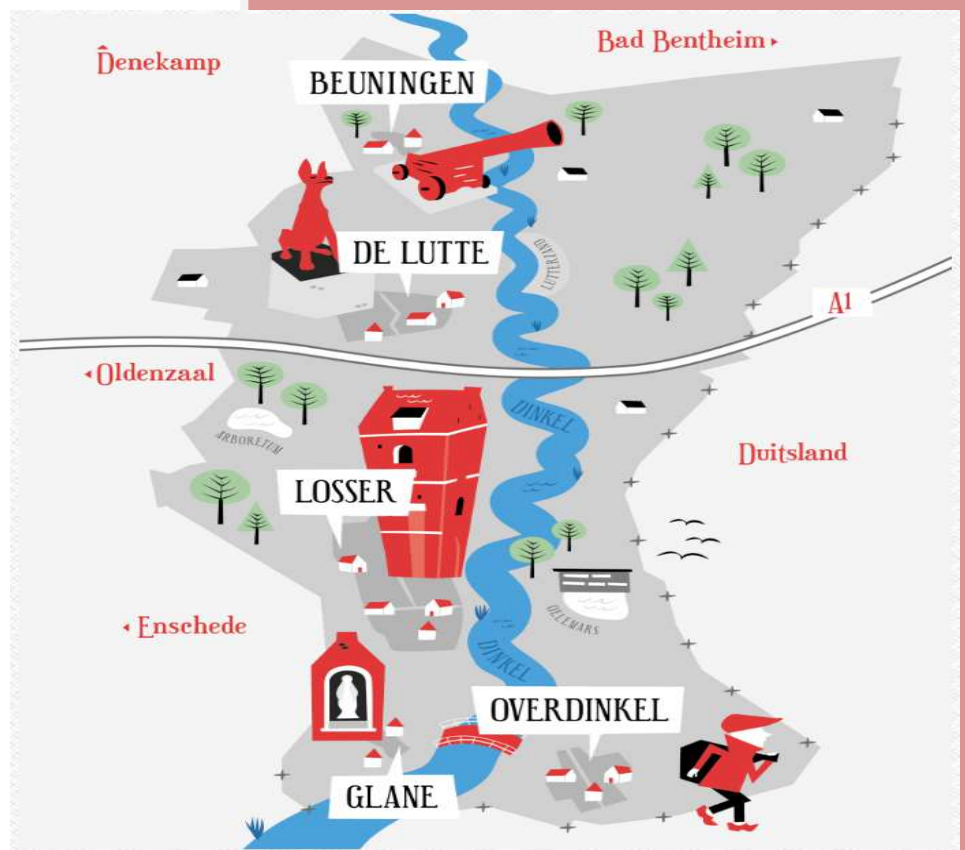 Denekamp
Bad Bentheim
BEUNINGEN
DE LUTTE
LUTTERZAND
A1
Oldenzaal
DINKEL
ARBORETUM
Duitsland
LOSSER
OELEMARS
Enschede
DINKEL
OVERDINKEL
GLANE